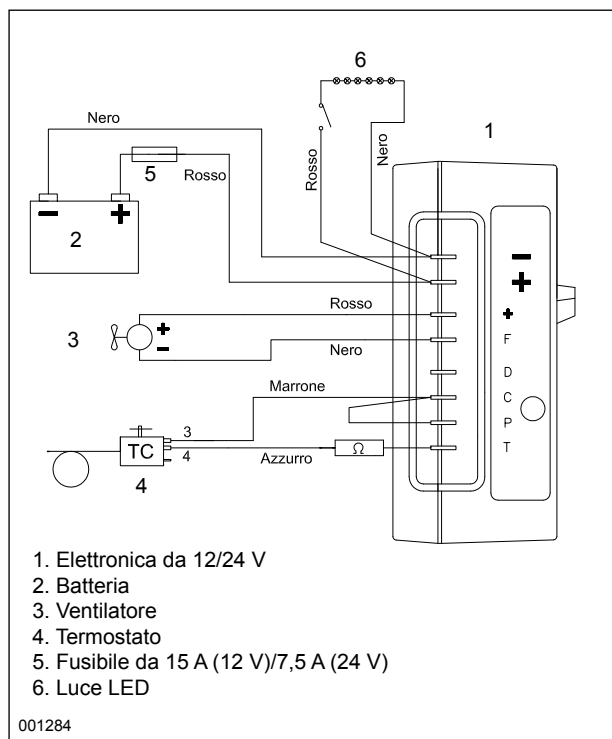 6
Nero
1
Rosso
Nero
5
Rosso
− +
2
−
+
Rosso
+
3
+
−
F
Nero
D
Marrone
C
3
P
TC
4
Azzurro
Ω
T
4
1. Elettronica da 12/24 V
2. Batteria
3. Ventilatore
4. Termostato
5. Fusibile da 15 A (12 V)/7,5 A (24 V)
6. Luce LED
001284